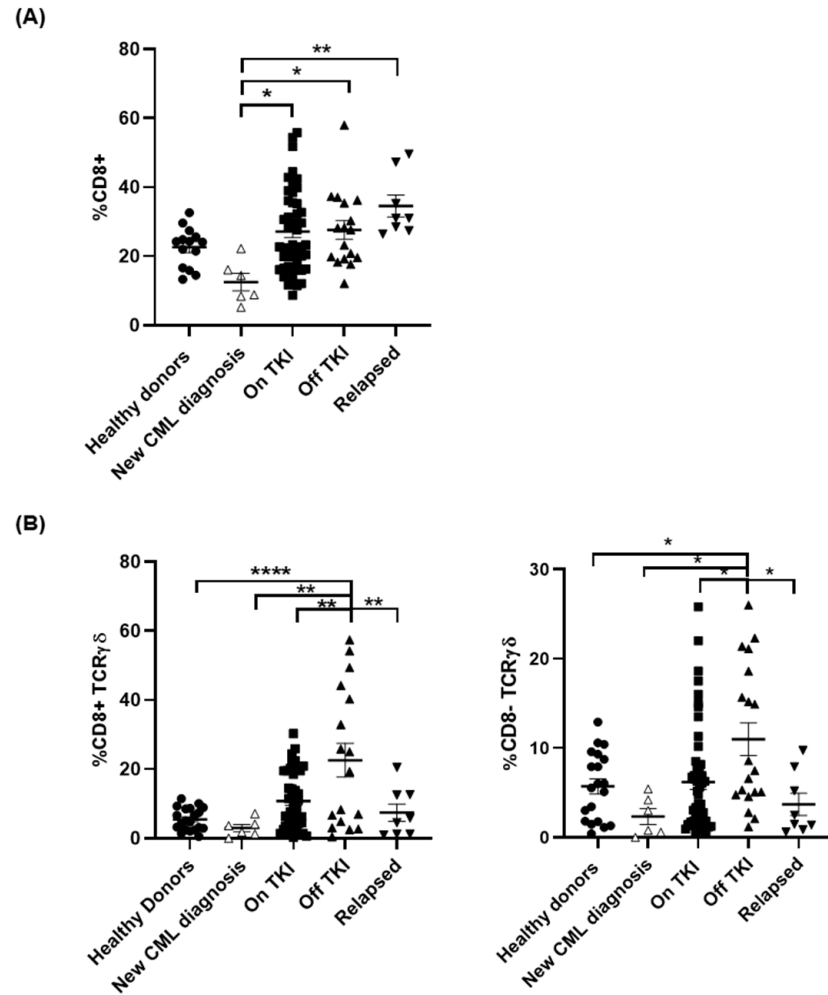 (A)
%CD8+
80
60
40
20
0
**
*
*
Healthy donors
New CML diagnosis
On TKI
Off TKI
Relapsed
(B)
%CD8+ TCRγδ
80
60
40
20
0
****
**
**
**
Healthy Donors
New CML diagnosis
On TKI
Off TKI
Relapsed
%CD8- TCRγδ
30
20
10
0
*
*
*
*
Healthy donors
New CML diagnosis
On TKI
Off TKI
Relapsed